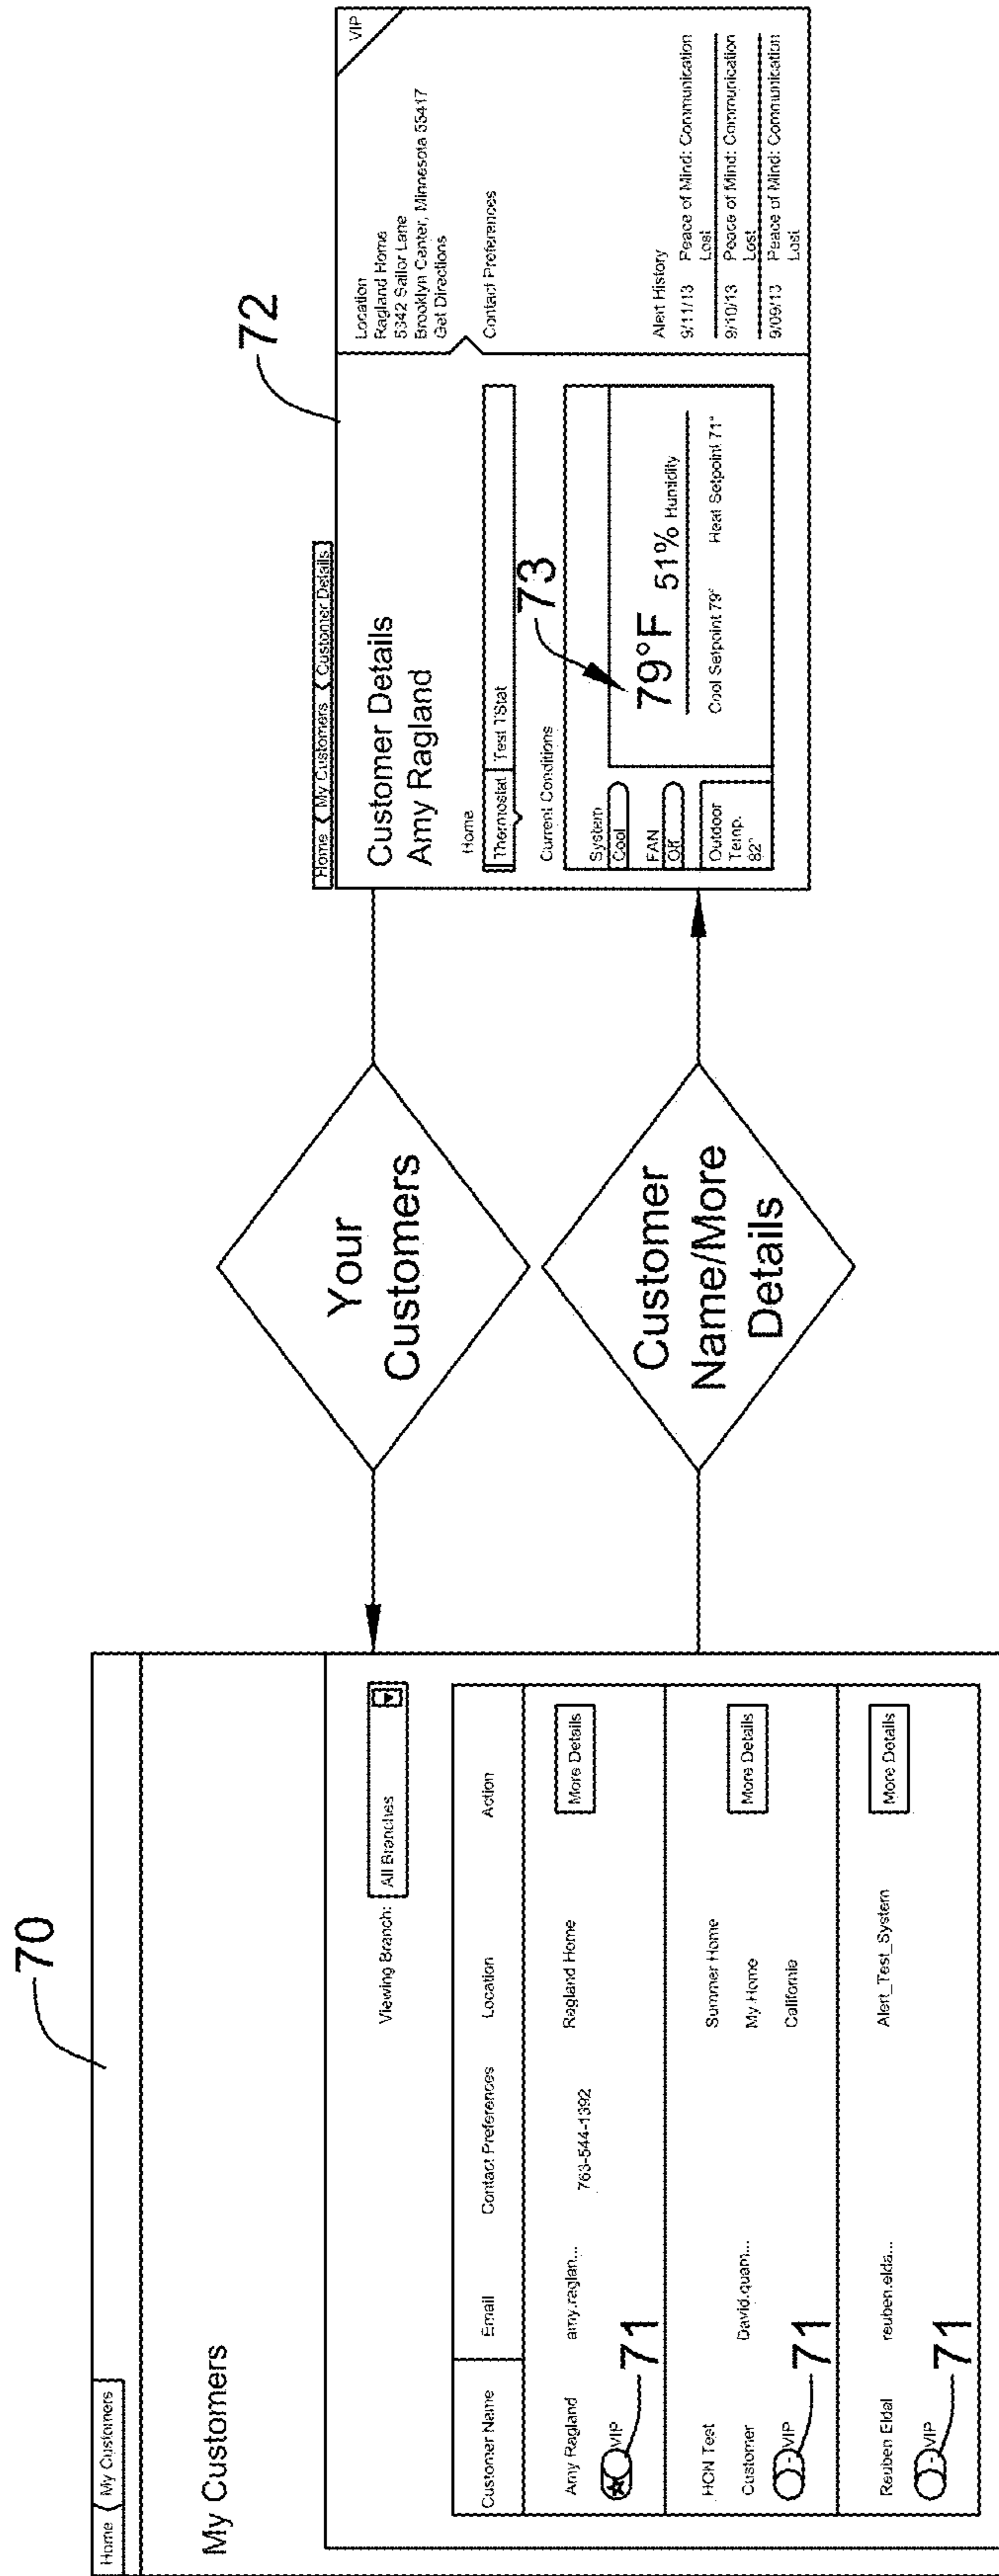 70
Home My Customers
My Customers
Viewing Branch: All Branches
Customer Name Email Contact Preferences Location Action
Amy Ragland amy.raglan... 763-544-1392 Ragland Home More Details
VIP
71
HCN Test Summer Home
Customer David.quam... My Home More Details
VIP California
71
Reuben Eldal reuben.elda... Alert_Test_System More Details
VIP
71
Your
Customers
Customer
Name/More
Details
72
Home My Customers Customer Details
VIP
Customer Details
Amy Ragland
Home
Thermostat Test TStat
Current Conditions
73
System
Cool
FAN
Off
Outdoor
Temp.
82°
79°F 51% Humidity
Cool Setpoint 79° Heat Setpoint 71°
Location
Ragland Home
5342 Sailor Lane
Brooklyn Center, Minnesota 55417
Get Directions
Contact Preferences
Alert History
9/11/13 Peace of Mind: Communication
Lost
9/10/13 Peace of Mind: Communication
Lost
9/09/13 Peace of Mind: Communication
Lost